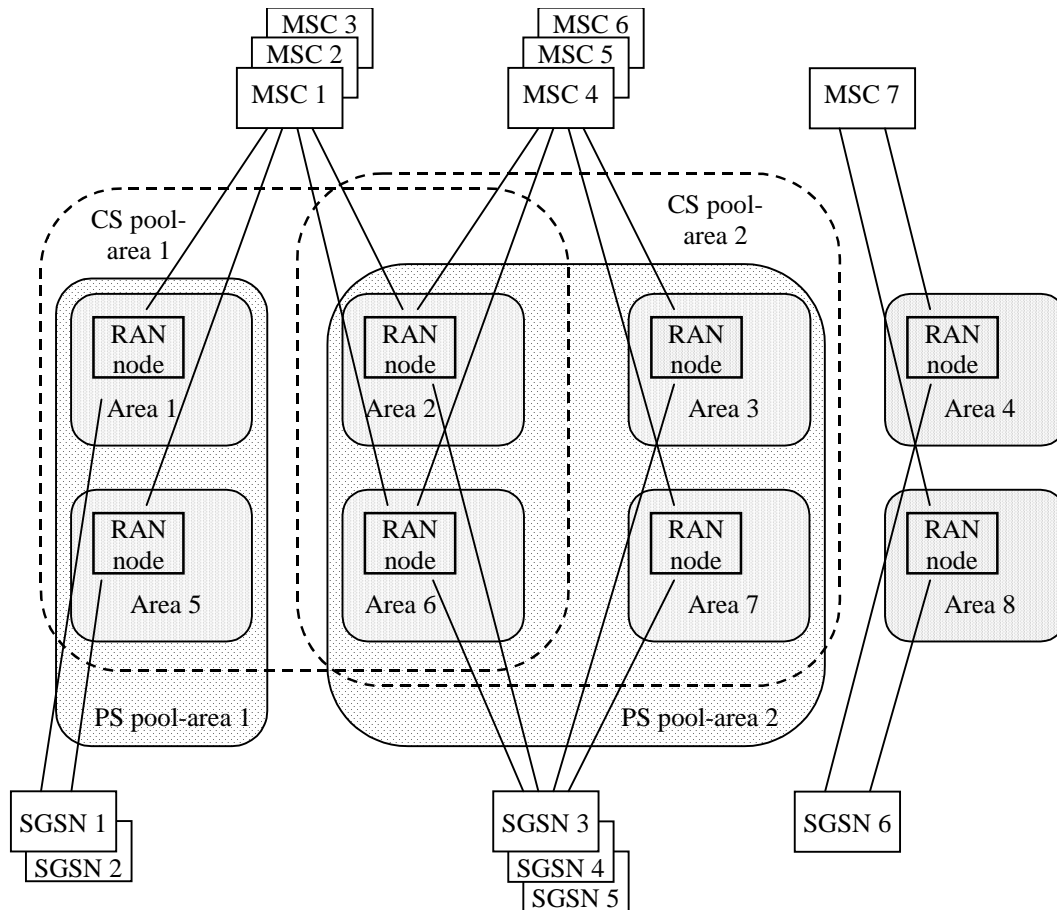 MSC 3
MSC 6
MSC 2
MSC 5
MSC 1
MSC 4
MSC 7
CS pool-
area 1
CS pool-
area 2
RAN
node
Area 1
RAN
node
Area 2
RAN
node
Area 3
RAN
node
Area 4
RAN
node
Area 5
RAN
node
Area 6
RAN
node
Area 7
RAN
node
Area 8
PS pool-area 1
PS pool-area 2
SGSN 1
SGSN 2
SGSN 3
SGSN 4
SGSN 5
SGSN 6